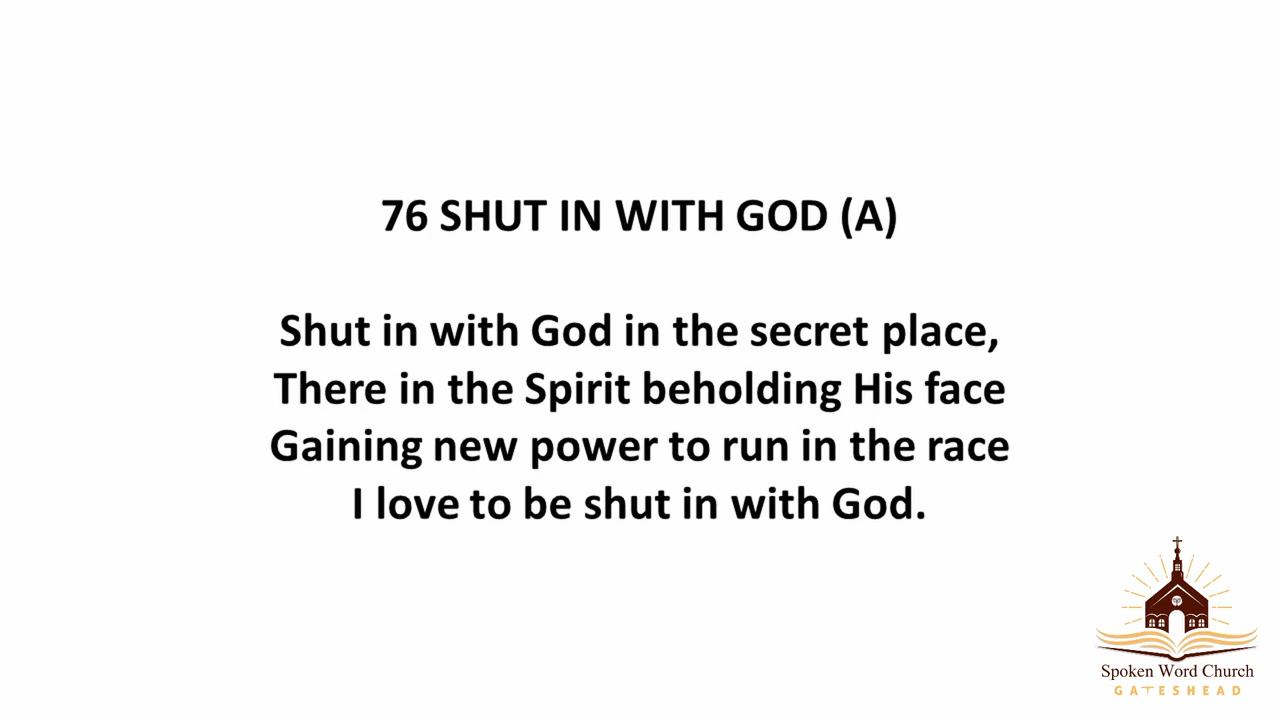 76 SHUT IN WITH GOD (A)
Shut in with God in the secret place,
There in the Spirit beholding His face
Gaining new power to run in the race
I love to be shut in with God.
Spoken Word Church
GATESHEAD